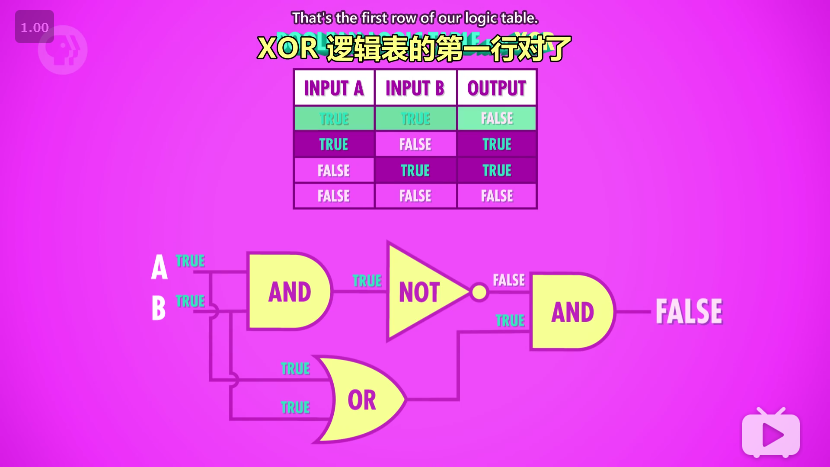 1.00
That's the first row of our logic table.
XOR 逻辑表的第一行对了
INPUT A INPUT B OUTPUT
TRUE TRUE FALSE
TRUE FALSE TRUE
FALSE TRUE TRUE
FALSE FALSE FALSE
A TRUE
B TRUE
AND TRUE NOT FALSE
TRUE AND FALSE
TRUE
TRUE
OR